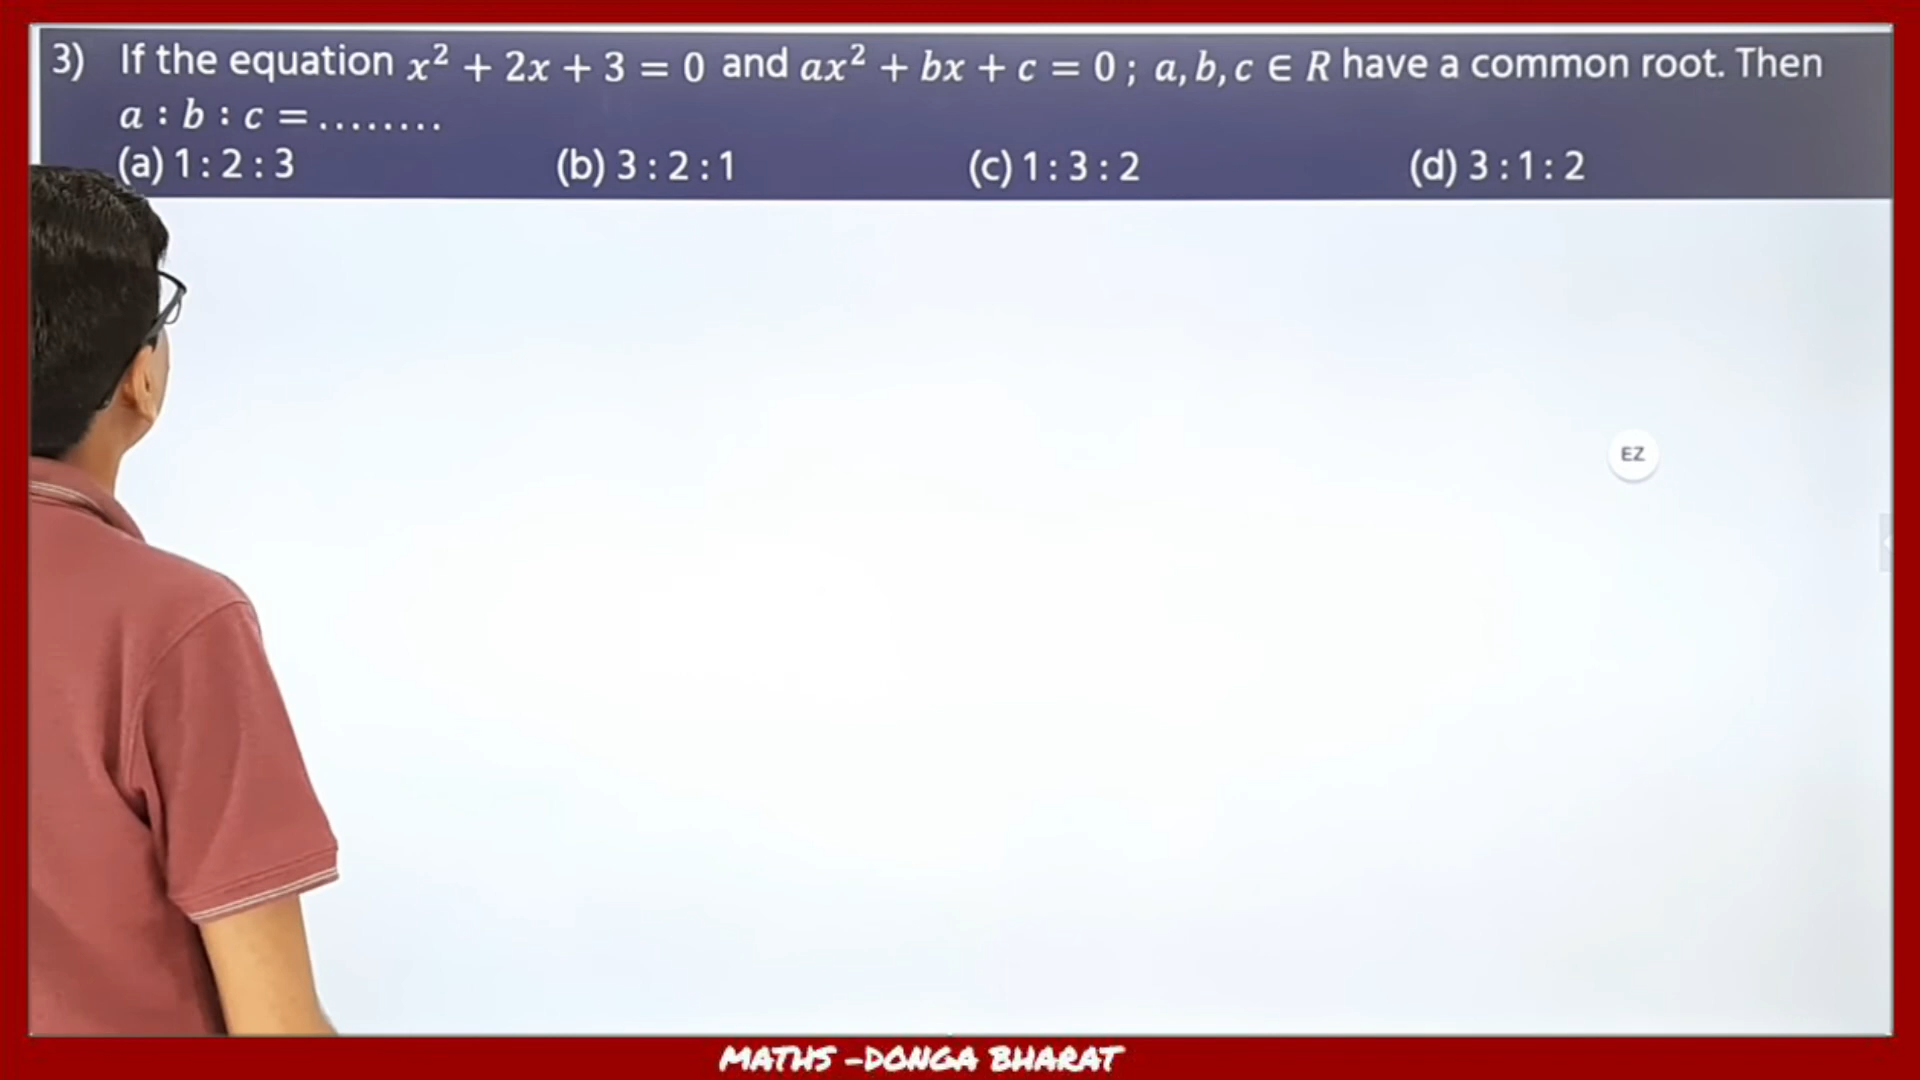 3) If the equation x² + 2x + 3 = 0 and ax² + bx + c = 0 ; a, b, c ∈ R have a common root. Then
a : b : c = ........
(a) 1 : 2 : 3 (b) 3 : 2 : 1 (c) 1 : 3 : 2 (d) 3 : 1 : 2
EZ
MATHS -DONGA BHARAT